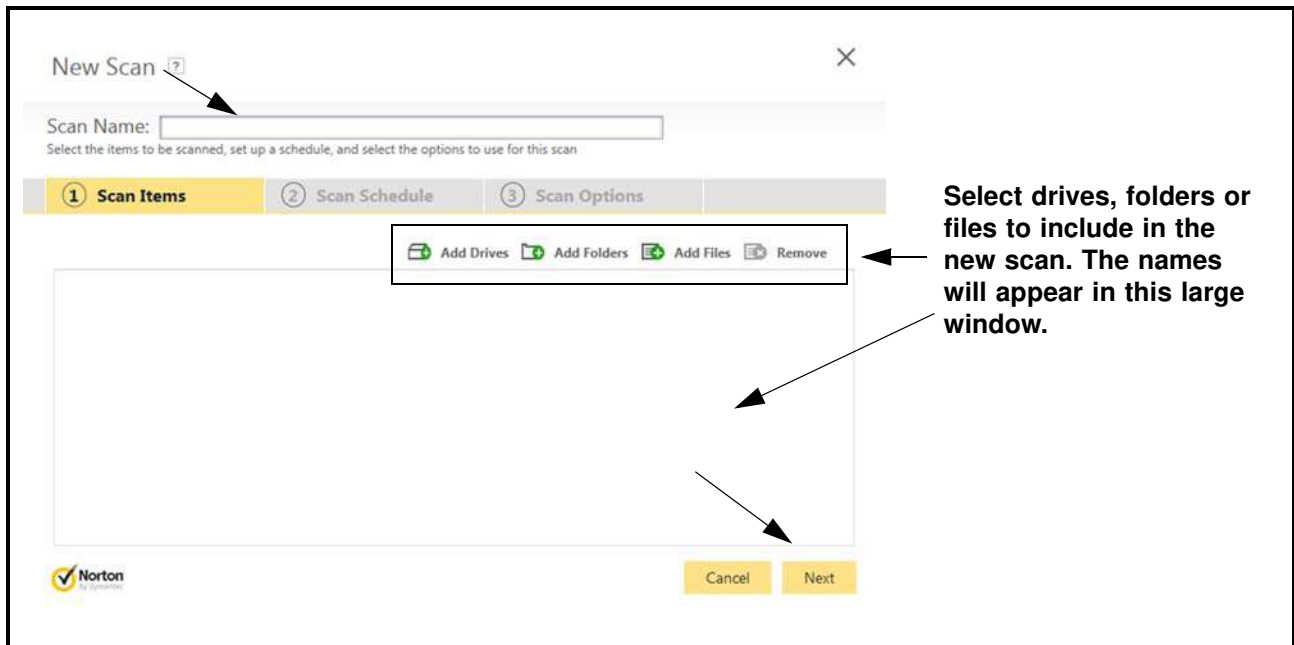 New Scan ?
Scan Name:
Select the items to be scanned, set up a schedule, and select the options to use for this scan
1 Scan Items
2 Scan Schedule
3 Scan Options
Add Drives Add Folders Add Files Remove
Select drives, folders or
files to include in the
new scan. The names
will appear in this large
window.
Norton
by Symantec
Cancel Next